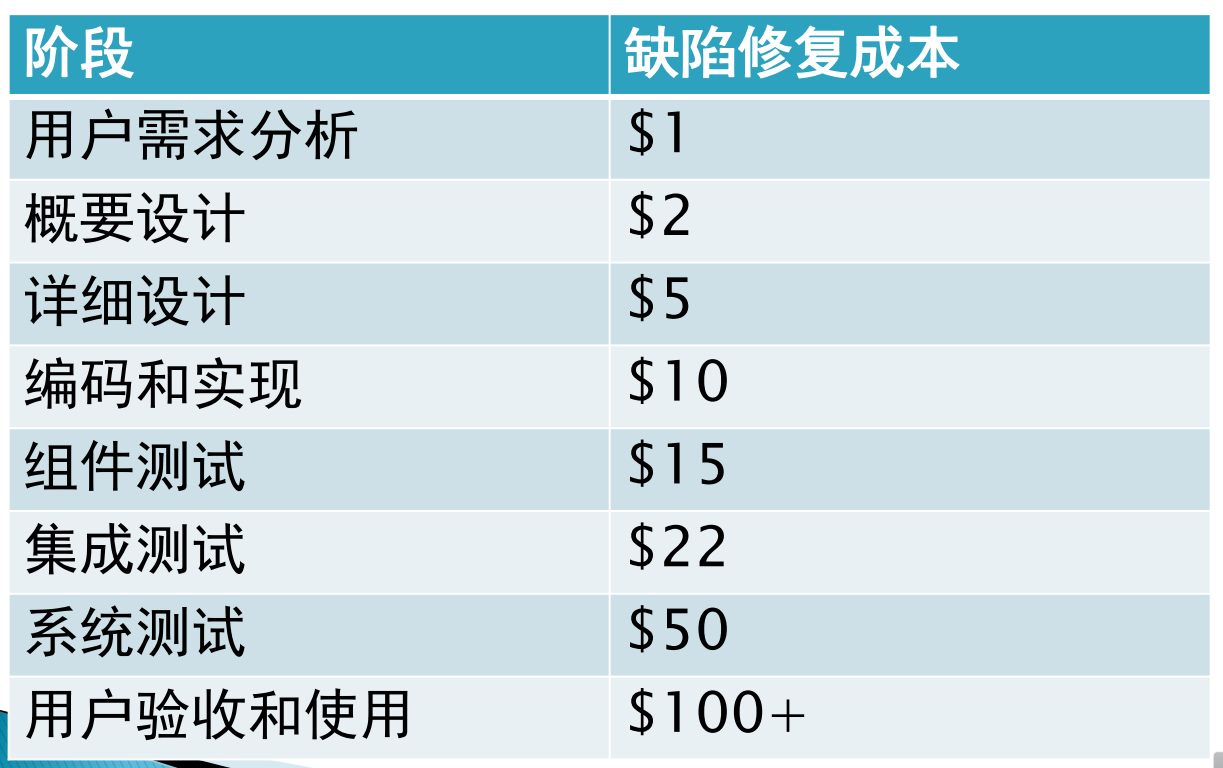 阶段 缺陷修复成本
用户需求分析 $1
概要设计 $2
详细设计 $5
编码和实现 $10
组件测试 $15
集成测试 $22
系统测试 $50
用户验收和使用 $100+